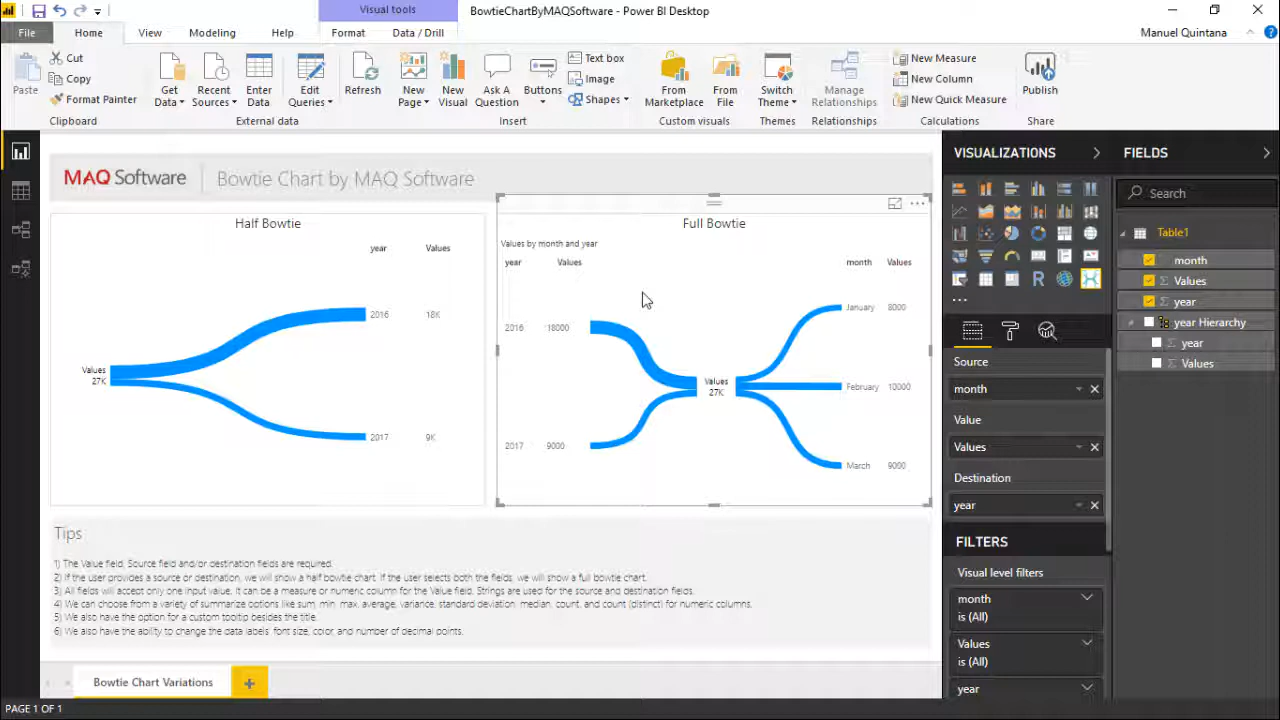 Visual tools
BowtieChartByMAQSoftware - Power BI Desktop
File Home View Modeling Help Format Data / Drill
Manuel Quintana
Paste
Cut
Copy
Format Painter
Clipboard
Get Data
Recent Sources
Enter Data
External data
Edit Queries
Refresh
New Page
New Visual
Ask A Question
Buttons
Text box
Image
Shapes
Insert
From Marketplace
From File
Custom visuals
Switch Theme
Themes
Manage Relationships
Relationships
New Measure
New Column
New Quick Measure
Calculations
Publish
Share
MAQ Software
Bowtie Chart by MAQ Software
Half Bowtie
year Values
2016 18K
Values
27K
2017 9K
Full Bowtie
Values by month and year
year Values
month Values
January 8000
2016 18000
Values
27K
February 10000
2017 9000
March 9000
Tips
1) The Value field, Source field and/or destination fields are required.
2) If the user provides a source or destination, we will show a half bowtie chart. If the user selects both the fields, we will show a full bowtie chart.
3) All fields will accept only one input value. It can be a measure or numeric column for the Value field. Strings are used for the source and destination fields.
4) We can choose from a variety of summarize options like sum, min, max, average, variance, standard deviation, median, count, and count (distinct) for numeric columns.
5) We also have the option for a custom tooltip besides the title.
6) We also have the ability to change the data labels' font size, color, and number of decimal points.
Bowtie Chart Variations
PAGE 1 OF 1
VISUALIZATIONS
R
Source
month
Value
Values
Destination
year
FILTERS
Visual level filters
month
is (All)
Values
is (All)
year
FIELDS
Search
Table1
month
Values
year
year Hierarchy
year
Values